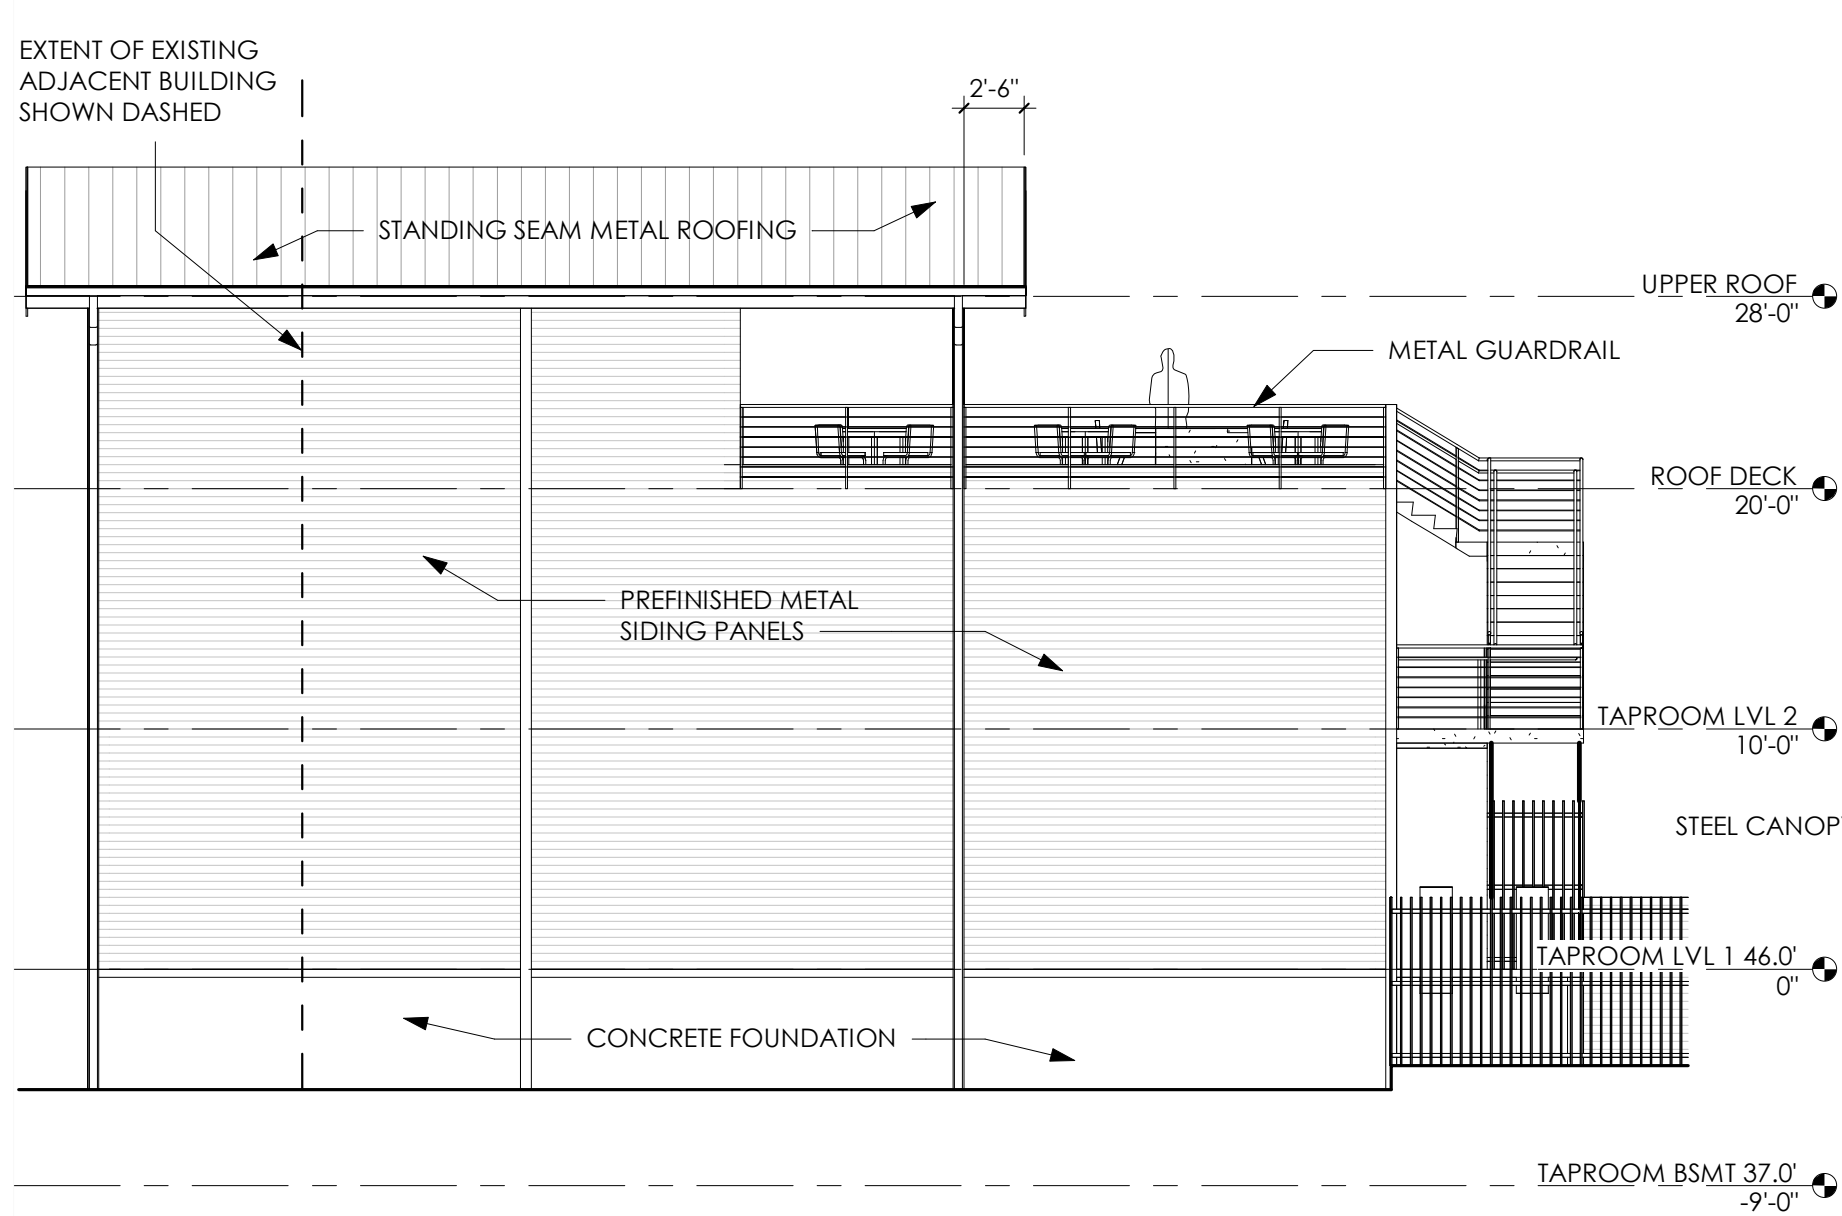 EXTENT OF EXISTING
ADJACENT BUILDING
SHOWN DASHED
2'-6"
STANDING SEAM METAL ROOFING
UPPER ROOF
28'-0"
METAL GUARDRAIL
ROOF DECK
20'-0"
PREFINISHED METAL
SIDING PANELS
TAPROOM LVL 2
10'-0"
STEEL CANOP
TAPROOM LVL 1 46.0'
0"
CONCRETE FOUNDATION
TAPROOM BSMT 37.0'
-9'-0"